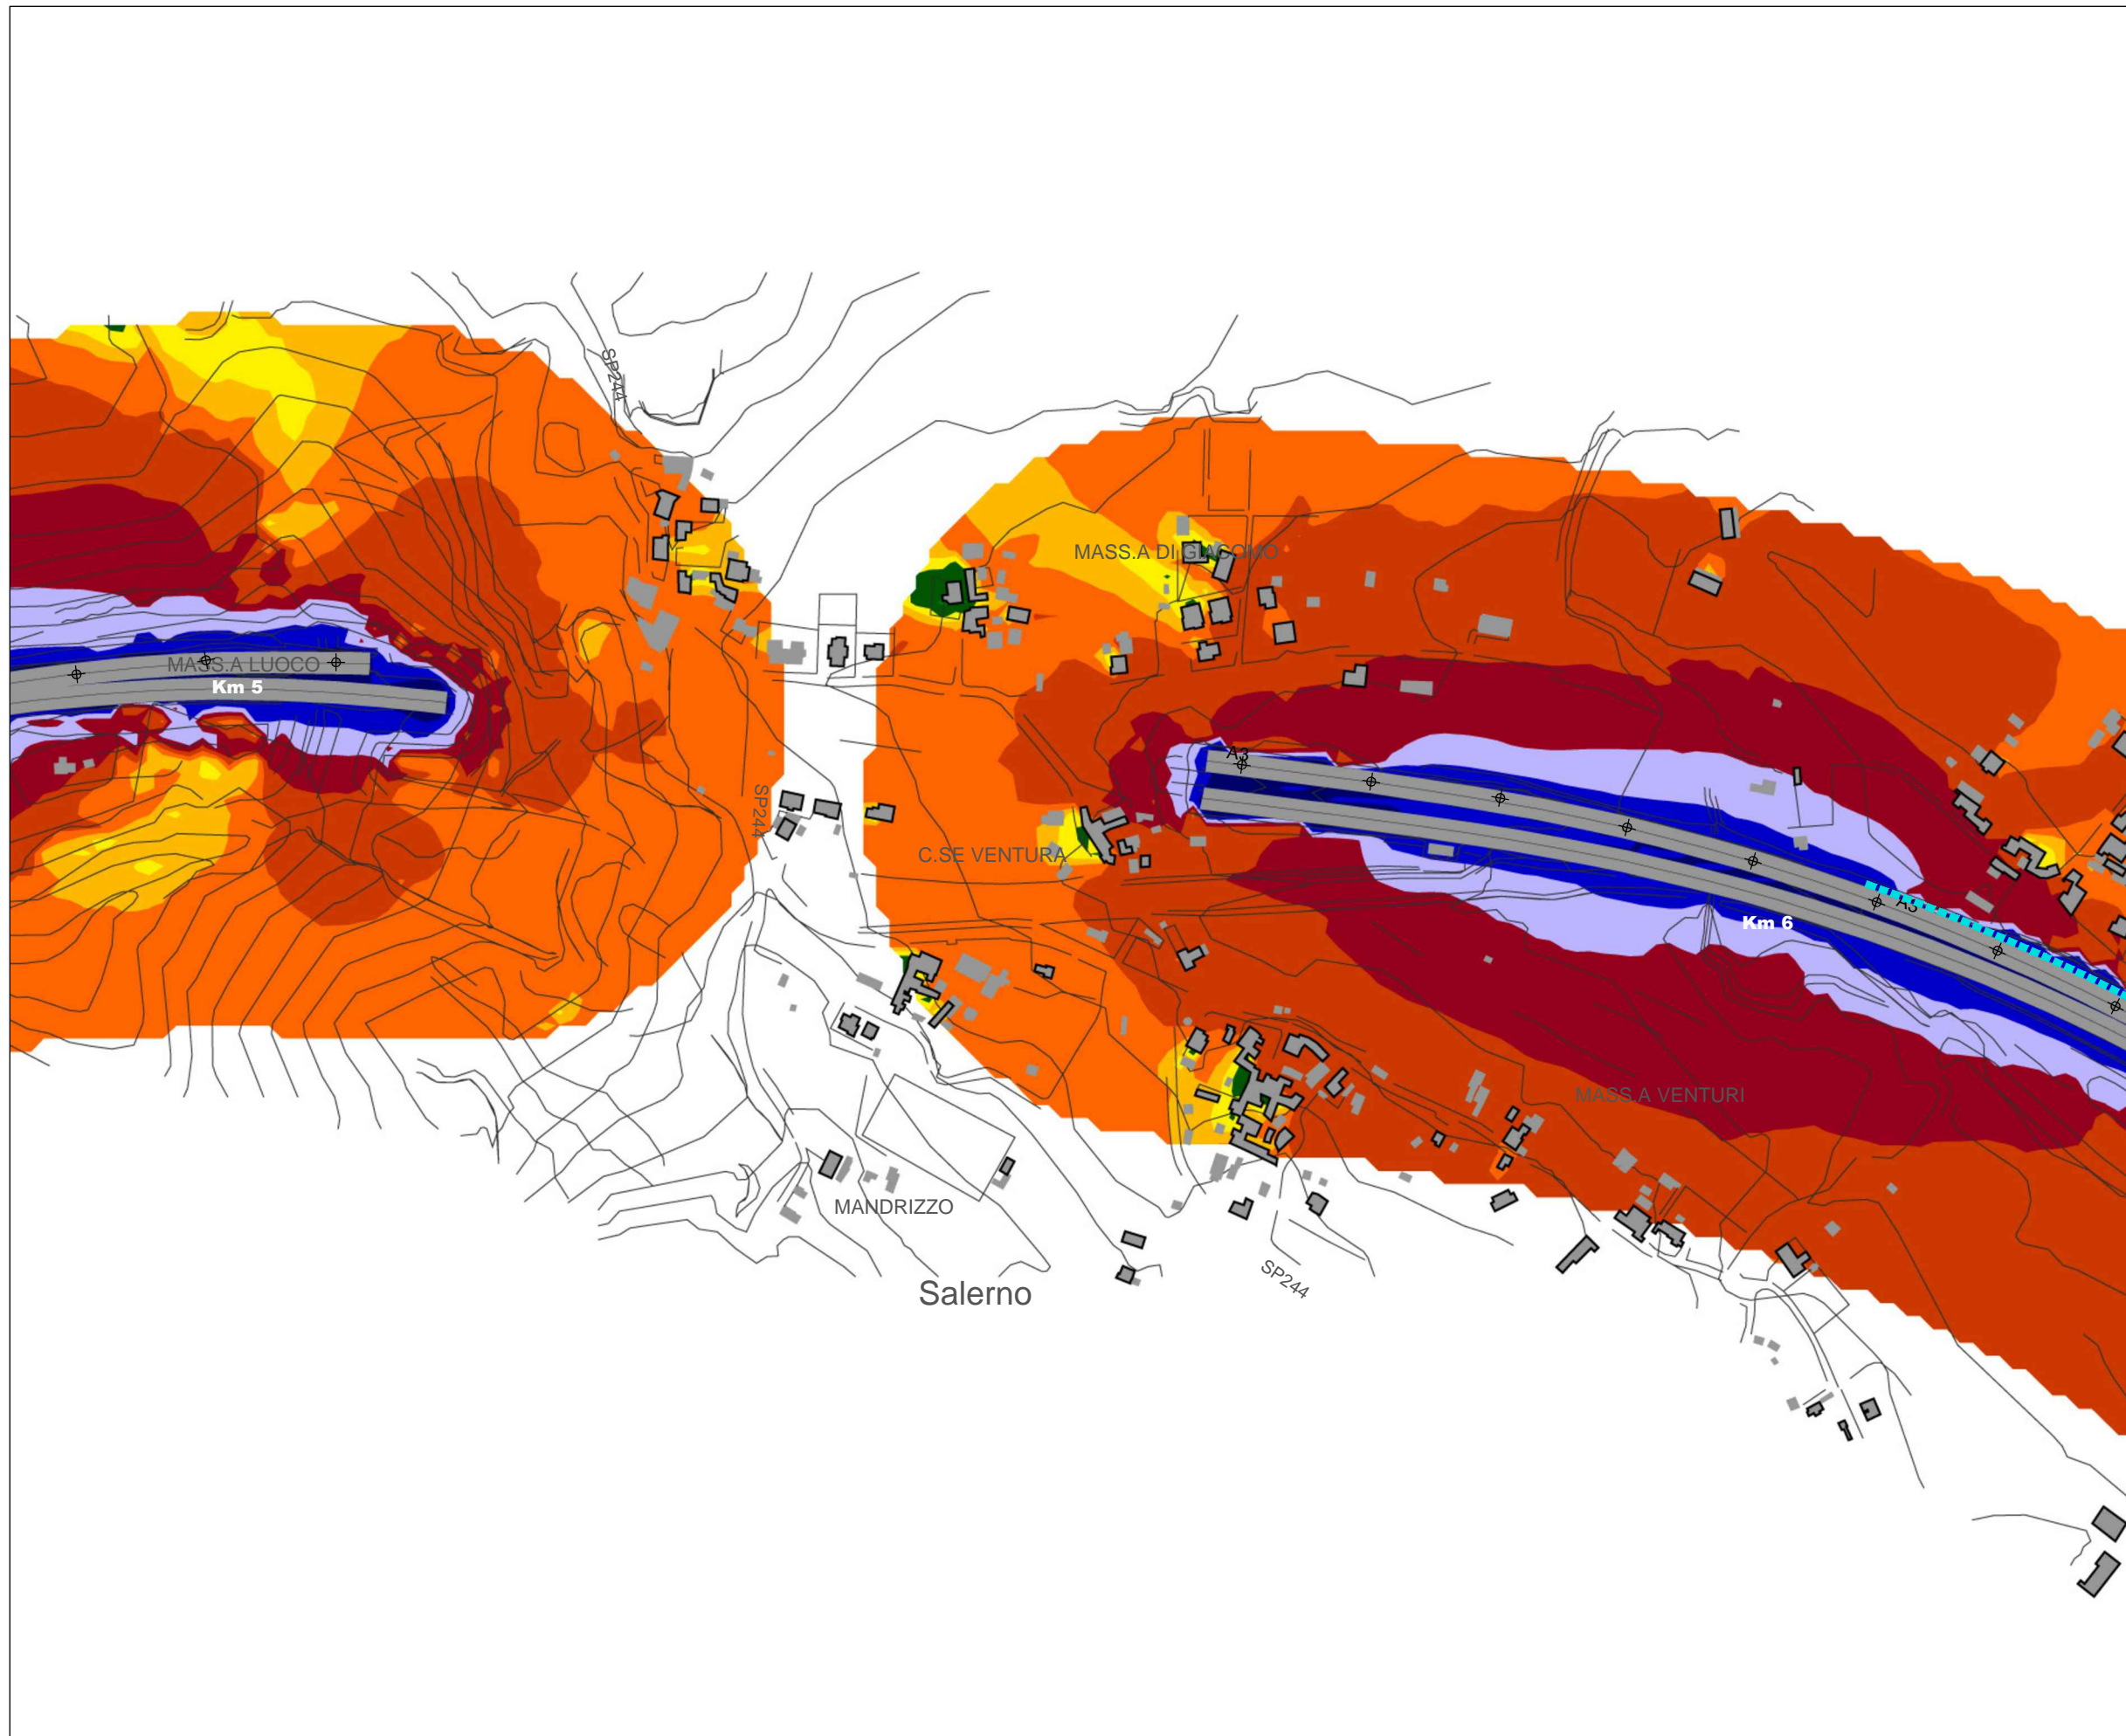 SP244
MASS.A DI GIACOMO
MASS.A LUOCO
Km 5
A3
SP244
C.SE VENTURA
A3
Km 6
MASS.A VENTURI
MANDRIZZO
SP244
Salerno